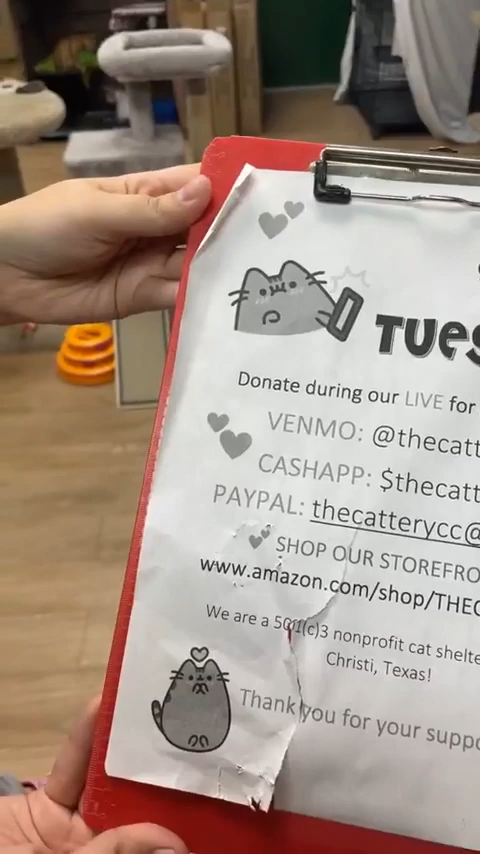 TUES
Donate during our LIVE for
VENMO: @thecatt
CASHAPP: $thecatt
PAYPAL: thecatterycc@
SHOP OUR STOREFRO
www.amazon.com/shop/THEC
We are a 501(c)3 nonprofit cat shelte
Christi, Texas!
Thank you for your suppo